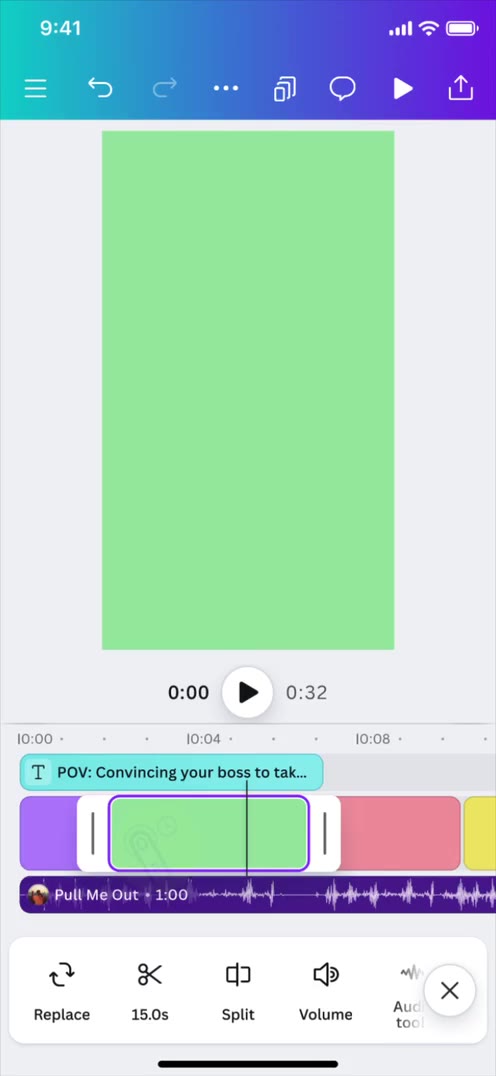 9:41
0:00
0:32
0:00
0:04
0:08
T POV: Convincing your boss to tak...
Pull Me Out • 1:00
Replace
15.0s
Split
Volume